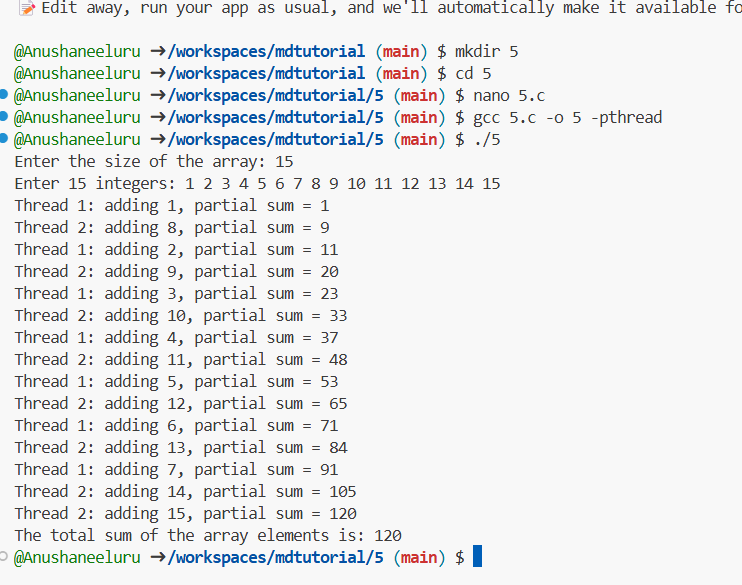 📝 Edit away, run your app as usual, and we'll automatically make it available fo
@Anushaneeluru ➜/workspaces/mdtutorial (main) $ mkdir 5
@Anushaneeluru ➜/workspaces/mdtutorial (main) $ cd 5
@Anushaneeluru ➜/workspaces/mdtutorial/5 (main) $ nano 5.c
@Anushaneeluru ➜/workspaces/mdtutorial/5 (main) $ gcc 5.c -o 5 -pthread
@Anushaneeluru ➜/workspaces/mdtutorial/5 (main) $ ./5
Enter the size of the array: 15
Enter 15 integers: 1 2 3 4 5 6 7 8 9 10 11 12 13 14 15
Thread 1: adding 1, partial sum = 1
Thread 2: adding 8, partial sum = 9
Thread 1: adding 2, partial sum = 11
Thread 2: adding 9, partial sum = 20
Thread 1: adding 3, partial sum = 23
Thread 2: adding 10, partial sum = 33
Thread 1: adding 4, partial sum = 37
Thread 2: adding 11, partial sum = 48
Thread 1: adding 5, partial sum = 53
Thread 2: adding 12, partial sum = 65
Thread 1: adding 6, partial sum = 71
Thread 2: adding 13, partial sum = 84
Thread 1: adding 7, partial sum = 91
Thread 2: adding 14, partial sum = 105
Thread 2: adding 15, partial sum = 120
The total sum of the array elements is: 120
@Anushaneeluru ➜/workspaces/mdtutorial/5 (main) $